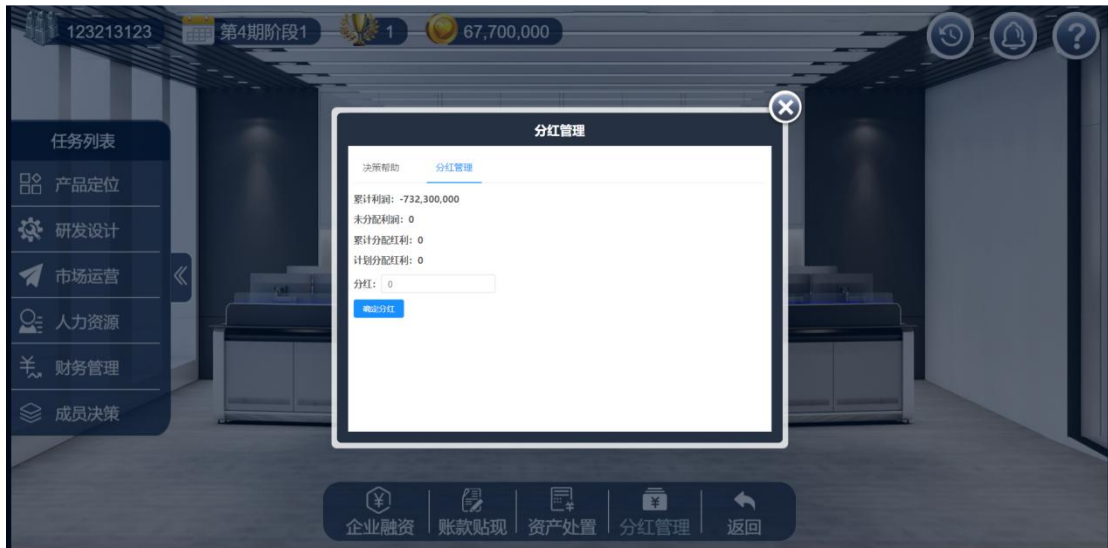 123213123 第4期阶段1 1 67,700,000
?
分红管理
任务列表
决策帮助 分红管理
产品定位
累计利润: -732,300,000
未分配利润: 0
研发设计
累计分配红利: 0
计划分配红利: 0
市场运营
分红: 0
确定分红
人力资源
财务管理
成员决策
企业融资 账款贴现 资产处置 分红管理 返回